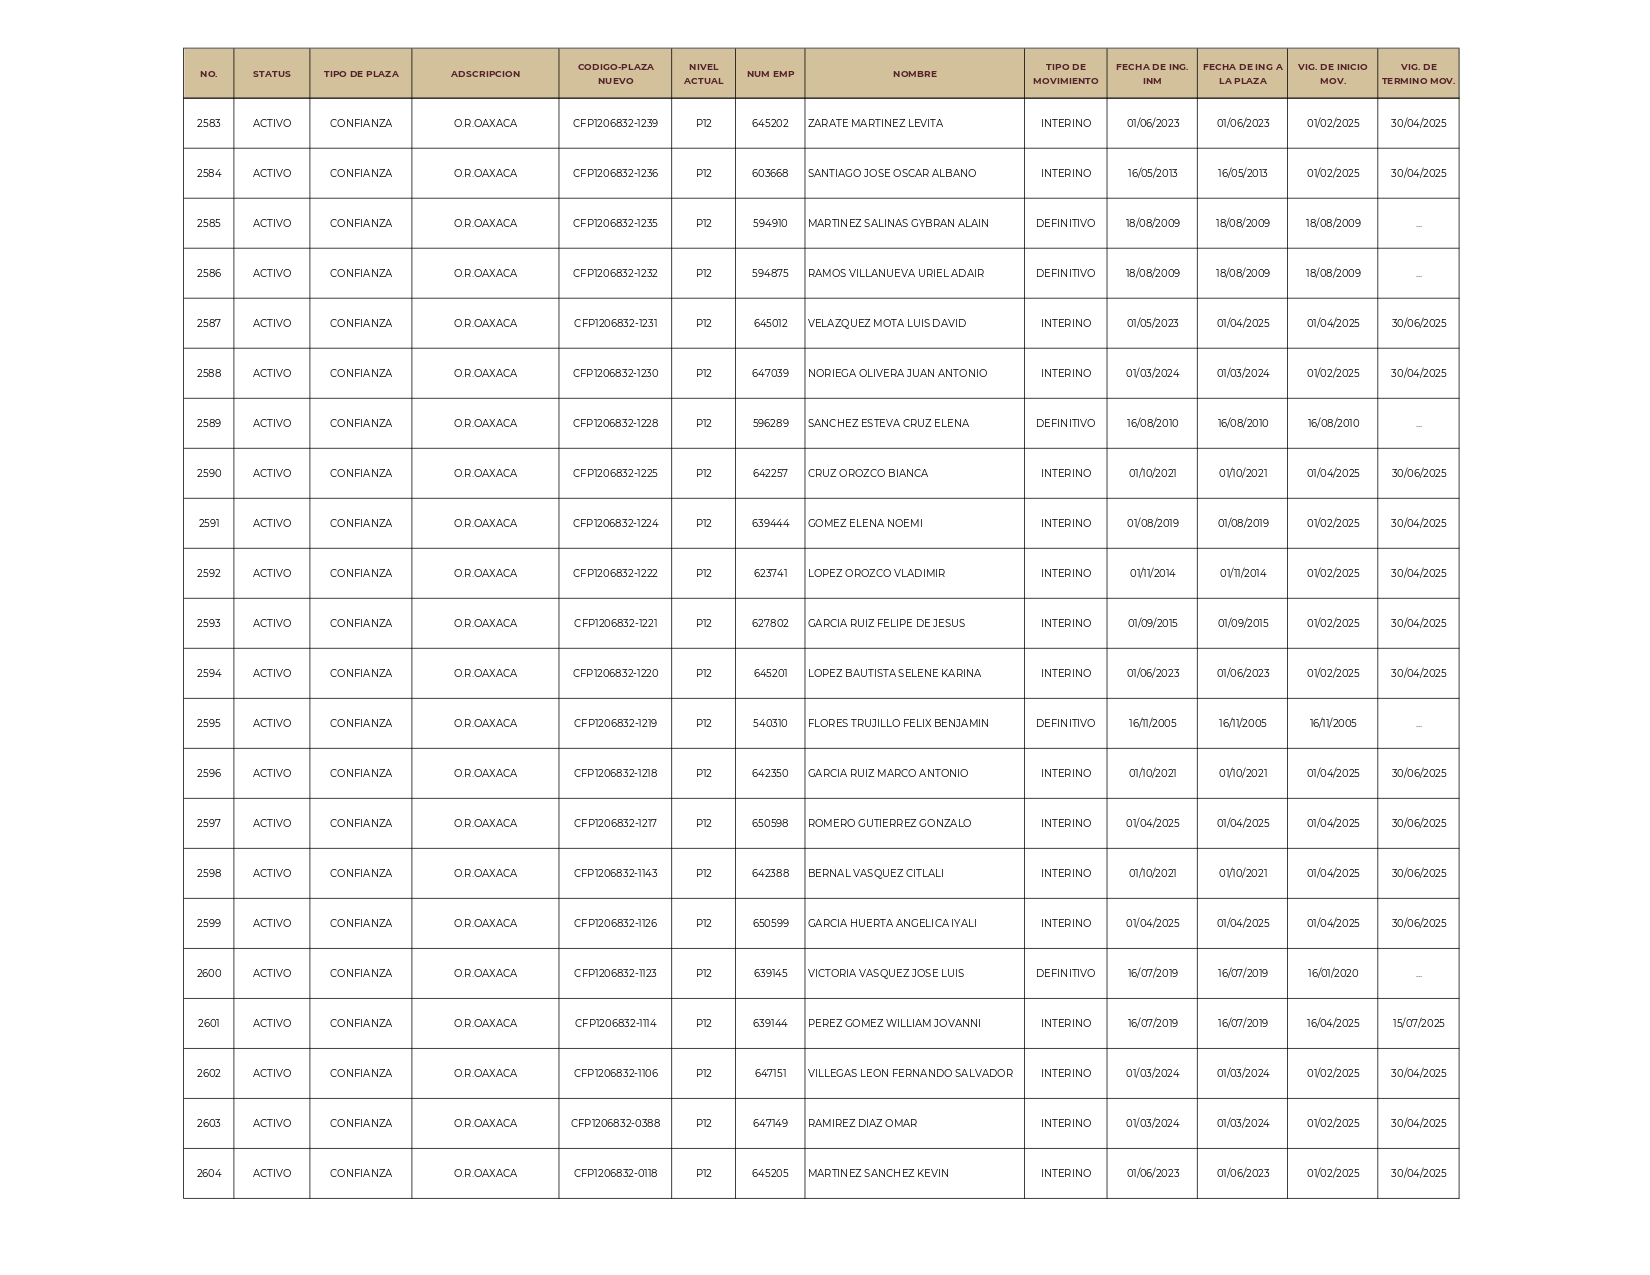 NO. STATUS TIPO DE PLAZA ADSCRIPCION CODIGO-PLAZA NUEVO NIVEL ACTUAL NUM EMP NOMBRE TIPO DE MOVIMIENTO FECHA DE ING. INM FECHA DE ING A LA PLAZA VIG. DE INICIO MOV. VIG. DE TERMINO MOV.
2583 ACTIVO CONFIANZA O.R.OAXACA CFP1206832-1239 P12 645202 ZARATE MARTINEZ LEVITA INTERINO 01/06/2023 01/06/2023 01/02/2025 30/04/2025
2584 ACTIVO CONFIANZA O.R.OAXACA CFP1206832-1236 P12 603668 SANTIAGO JOSE OSCAR ALBANO INTERINO 16/05/2013 16/05/2013 01/02/2025 30/04/2025
2585 ACTIVO CONFIANZA O.R.OAXACA CFP1206832-1235 P12 594910 MARTINEZ SALINAS GYBRAN ALAIN DEFINITIVO 18/08/2009 18/08/2009 18/08/2009 ...
2586 ACTIVO CONFIANZA O.R.OAXACA CFP1206832-1232 P12 594875 RAMOS VILLANUEVA URIEL ADAIR DEFINITIVO 18/08/2009 18/08/2009 18/08/2009 ...
2587 ACTIVO CONFIANZA O.R.OAXACA CFP1206832-1231 P12 645012 VELAZQUEZ MOTA LUIS DAVID INTERINO 01/05/2023 01/04/2025 01/04/2025 30/06/2025
2588 ACTIVO CONFIANZA O.R.OAXACA CFP1206832-1230 P12 647039 NORIEGA OLIVERA JUAN ANTONIO INTERINO 01/03/2024 01/03/2024 01/02/2025 30/04/2025
2589 ACTIVO CONFIANZA O.R.OAXACA CFP1206832-1228 P12 596289 SANCHEZ ESTEVA CRUZ ELENA DEFINITIVO 16/08/2010 16/08/2010 16/08/2010 ...
2590 ACTIVO CONFIANZA O.R.OAXACA CFP1206832-1225 P12 642257 CRUZ OROZCO BIANCA INTERINO 01/10/2021 01/10/2021 01/04/2025 30/06/2025
2591 ACTIVO CONFIANZA O.R.OAXACA CFP1206832-1224 P12 639444 GOMEZ ELENA NOEMI INTERINO 01/08/2019 01/08/2019 01/02/2025 30/04/2025
2592 ACTIVO CONFIANZA O.R.OAXACA CFP1206832-1222 P12 623741 LOPEZ OROZCO VLADIMIR INTERINO 01/11/2014 01/11/2014 01/02/2025 30/04/2025
2593 ACTIVO CONFIANZA O.R.OAXACA CFP1206832-1221 P12 627802 GARCIA RUIZ FELIPE DE JESUS INTERINO 01/09/2015 01/09/2015 01/02/2025 30/04/2025
2594 ACTIVO CONFIANZA O.R.OAXACA CFP1206832-1220 P12 645201 LOPEZ BAUTISTA SELENE KARINA INTERINO 01/06/2023 01/06/2023 01/02/2025 30/04/2025
2595 ACTIVO CONFIANZA O.R.OAXACA CFP1206832-1219 P12 540310 FLORES TRUJILLO FELIX BENJAMIN DEFINITIVO 16/11/2005 16/11/2005 16/11/2005 ...
2596 ACTIVO CONFIANZA O.R.OAXACA CFP1206832-1218 P12 642350 GARCIA RUIZ MARCO ANTONIO INTERINO 01/10/2021 01/10/2021 01/04/2025 30/06/2025
2597 ACTIVO CONFIANZA O.R.OAXACA CFP1206832-1217 P12 650598 ROMERO GUTIERREZ GONZALO INTERINO 01/04/2025 01/04/2025 01/04/2025 30/06/2025
2598 ACTIVO CONFIANZA O.R.OAXACA CFP1206832-1143 P12 642388 BERNAL VASQUEZ CITLALI INTERINO 01/10/2021 01/10/2021 01/04/2025 30/06/2025
2599 ACTIVO CONFIANZA O.R.OAXACA CFP1206832-1126 P12 650599 GARCIA HUERTA ANGELICA IYALI INTERINO 01/04/2025 01/04/2025 01/04/2025 30/06/2025
2600 ACTIVO CONFIANZA O.R.OAXACA CFP1206832-1123 P12 639145 VICTORIA VASQUEZ JOSE LUIS DEFINITIVO 16/07/2019 16/07/2019 16/01/2020 ...
2601 ACTIVO CONFIANZA O.R.OAXACA CFP1206832-1114 P12 639144 PEREZ GOMEZ WILLIAM JOVANNI INTERINO 16/07/2019 16/07/2019 16/04/2025 15/07/2025
2602 ACTIVO CONFIANZA O.R.OAXACA CFP1206832-1106 P12 647151 VILLEGAS LEON FERNANDO SALVADOR INTERINO 01/03/2024 01/03/2024 01/02/2025 30/04/2025
2603 ACTIVO CONFIANZA O.R.OAXACA CFP1206832-0388 P12 647149 RAMIREZ DIAZ OMAR INTERINO 01/03/2024 01/03/2024 01/02/2025 30/04/2025
2604 ACTIVO CONFIANZA O.R.OAXACA CFP1206832-0118 P12 645205 MARTINEZ SANCHEZ KEVIN INTERINO 01/06/2023 01/06/2023 01/02/2025 30/04/2025